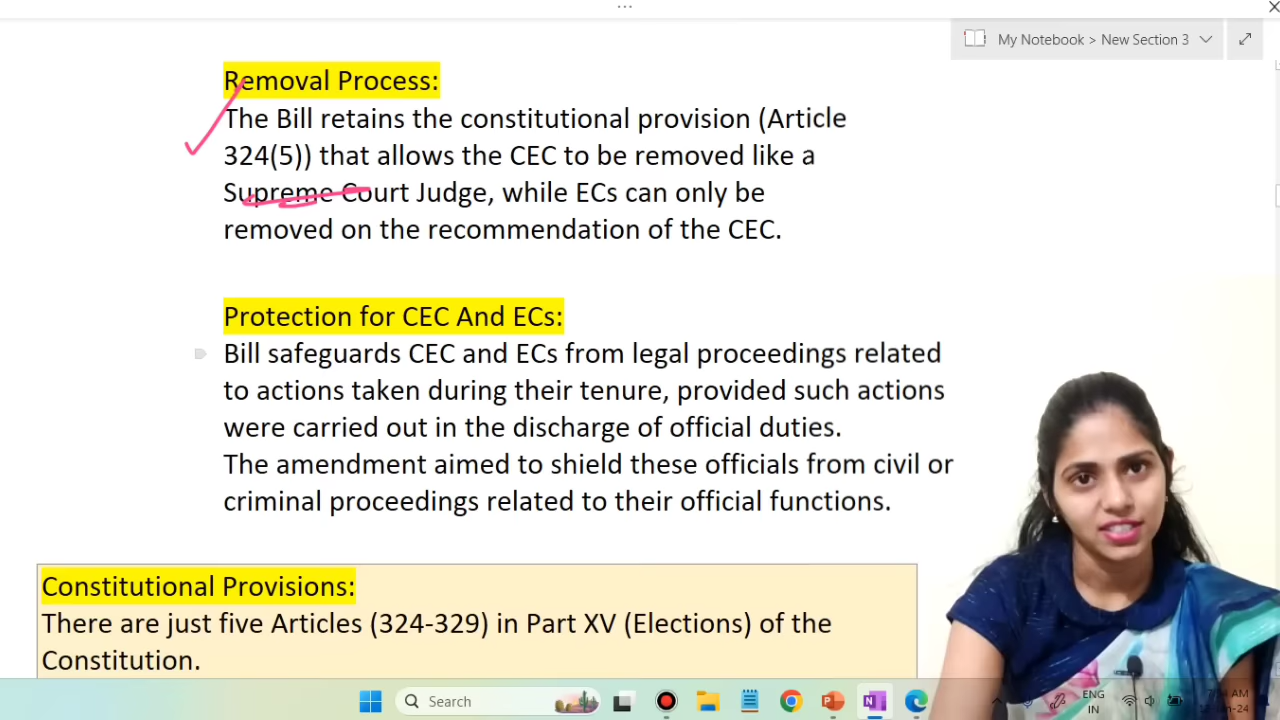 My Notebook > New Section 3
Removal Process:
The Bill retains the constitutional provision (Article
324(5)) that allows the CEC to be removed like a
Supreme Court Judge, while ECs can only be
removed on the recommendation of the CEC.
Protection for CEC And ECs:
Bill safeguards CEC and ECs from legal proceedings related
to actions taken during their tenure, provided such actions
were carried out in the discharge of official duties.
The amendment aimed to shield these officials from civil or
criminal proceedings related to their official functions.
Constitutional Provisions:
There are just five Articles (324-329) in Part XV (Elections) of the
Constitution.
Search
ENG
IN